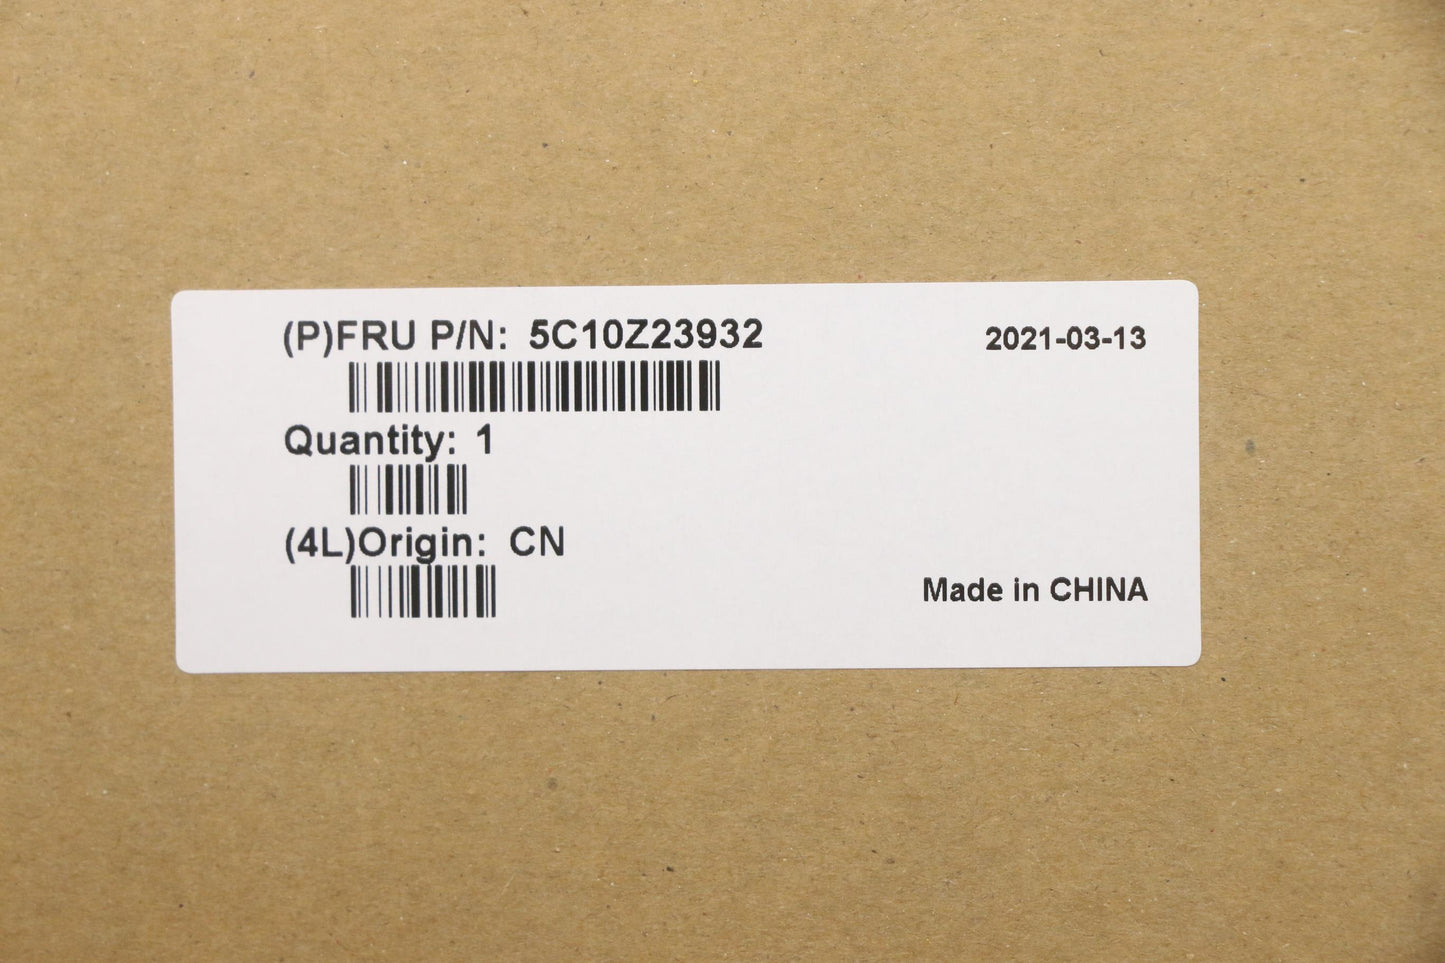 (P)FRU P/N: 5C10Z23932
2021-03-13
Quantity: 1
(4L)Origin: CN
Made in CHINA